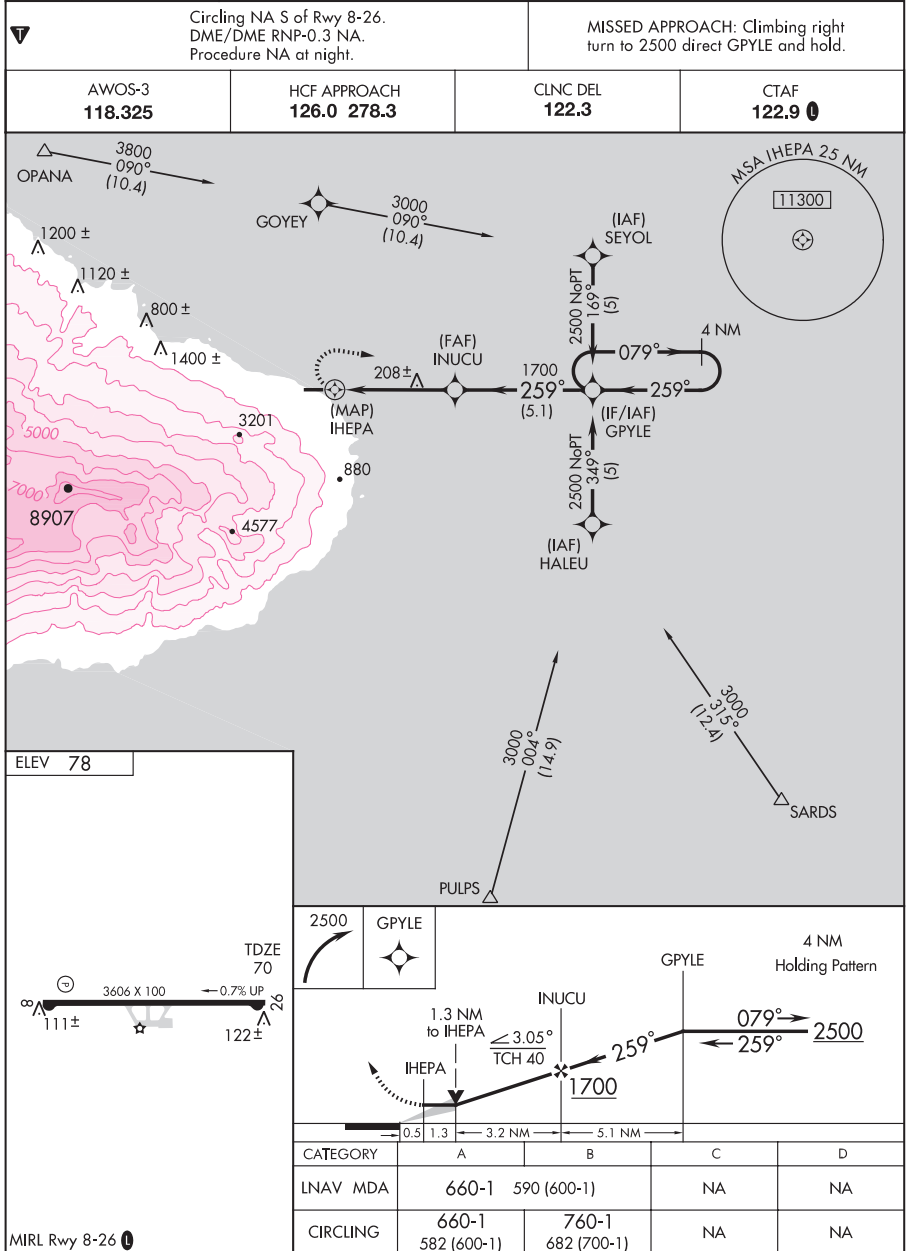 T
Circling NA S of Rwy 8-26.
DME/DME RNP-0.3 NA.
Procedure NA at night.
MISSED APPROACH: Climbing right
turn to 2500 direct GPYLE and hold.
AWOS-3
118.325
HCF APPROACH
126.0 278.3
CLNC DEL
122.3
CTAF
122.9 L
OPANA
3800
090°
(10.4)
GOYEY
3000
090°
(10.4)
(IAF)
SEYOL
MSA IHEPA 25 NM
11300
1200 ±
1120 ±
800 ±
1400 ±
2500 NoPT
169°
(5)
4 NM
079°
259°
(FAF)
INUCU
208 ±
1700
259°
(5.1)
(MAP)
IHEPA
(IF/IAF)
GPYLE
3201
5000
880
7000
8907
4577
2500 NoPT
349°
(5)
(IAF)
HALEU
3000
004°
(14.9)
3000
315°
(12.4)
SARDS
PULPS
ELEV 78
TDZE
70
P
3606 X 100
0.7% UP
8
26
111 ±
122 ±
MIRL Rwy 8-26 L
2500
GPYLE
4 NM
Holding Pattern
GPYLE
INUCU
1.3 NM
to IHEPA
3.05°
TCH 40
IHEPA
259°
079°
259°
2500
1700
0.5
1.3
3.2 NM
5.1 NM
CATEGORY A B C D
LNAV MDA 660-1 590 (600-1) NA NA
CIRCLING 660-1 582 (600-1) 760-1 682 (700-1) NA NA